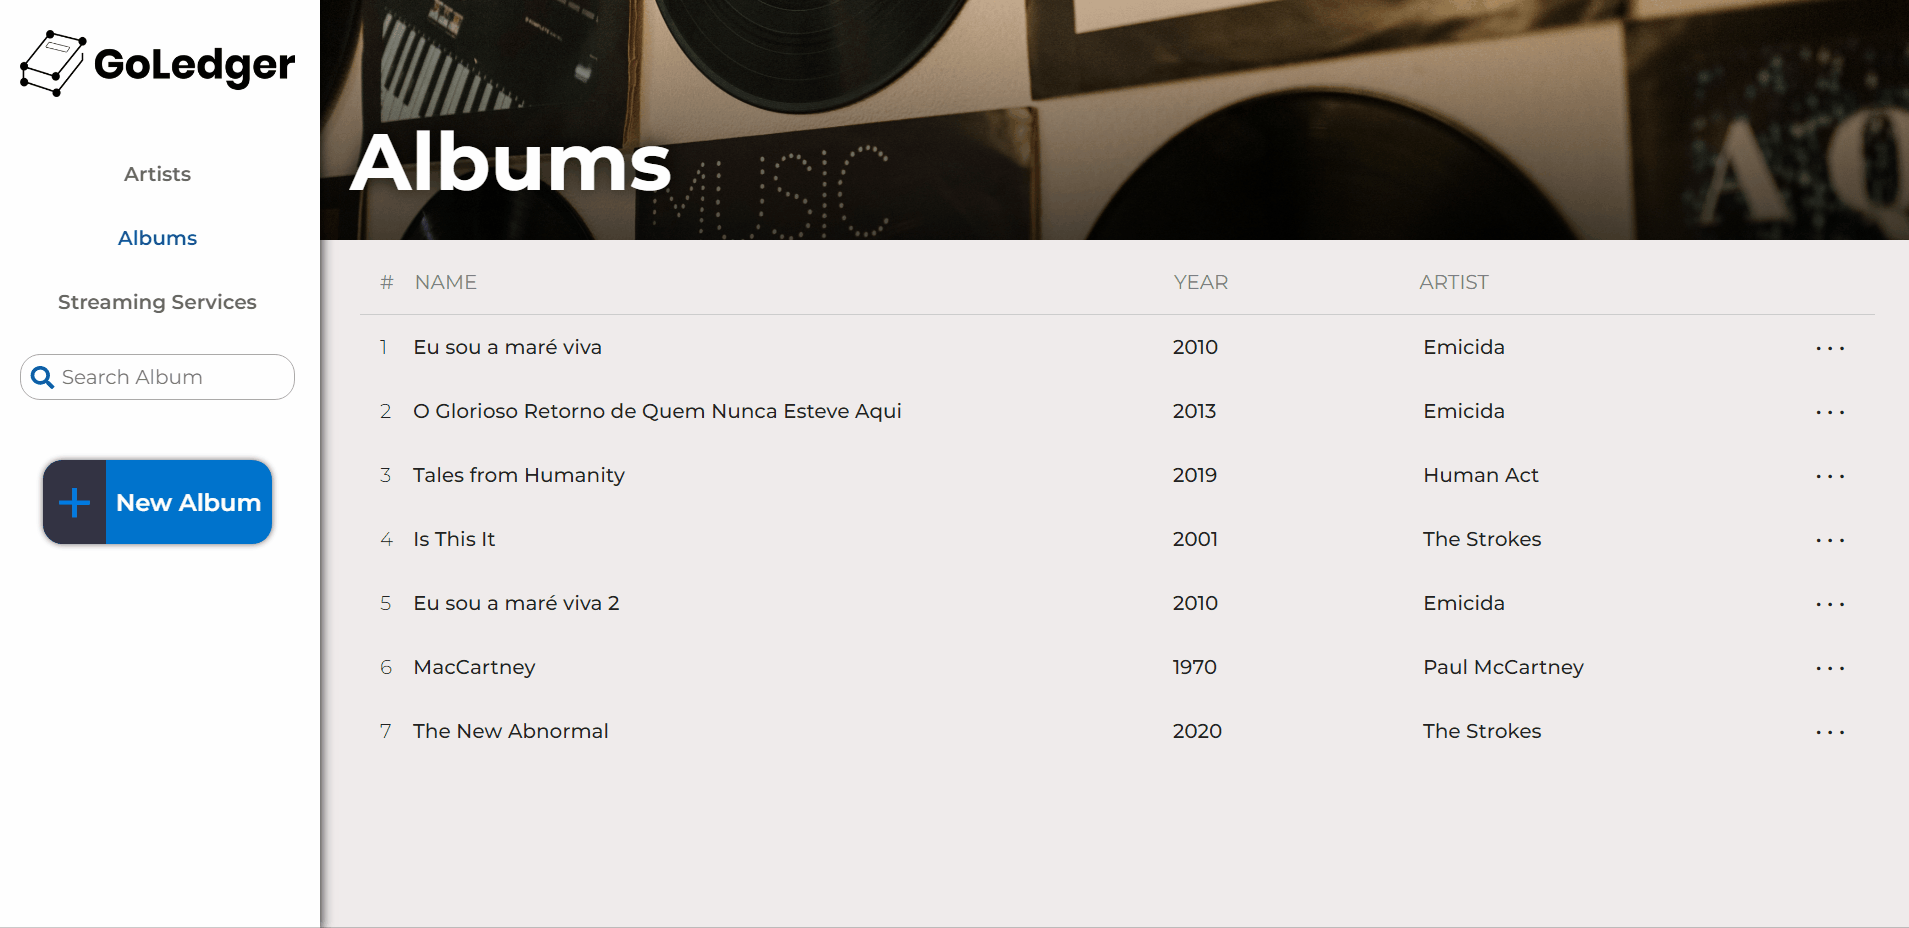 GoLedger
Artists
Albums
Streaming Services
Search Album
+ New Album
Albums
MUSIC
A Q
# NAME YEAR ARTIST
1 Eu sou a maré viva 2010 Emicida ...
2 O Glorioso Retorno de Quem Nunca Esteve Aqui 2013 Emicida ...
3 Tales from Humanity 2019 Human Act ...
4 Is This It 2001 The Strokes ...
5 Eu sou a maré viva 2 2010 Emicida ...
6 MacCartney 1970 Paul McCartney ...
7 The New Abnormal 2020 The Strokes ...